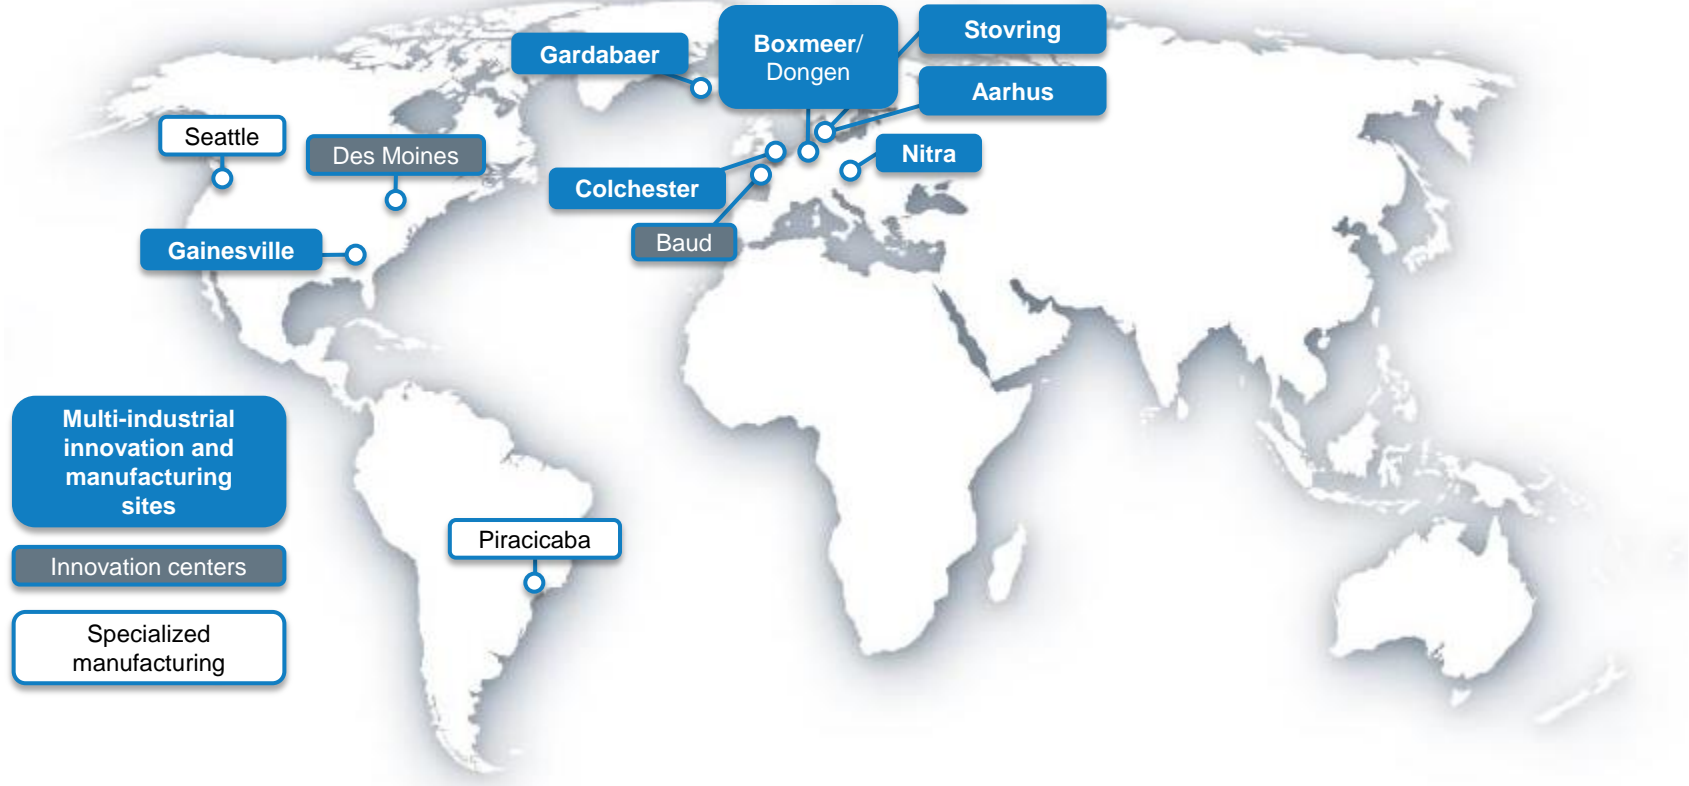 Stovring
Boxmeer/
Dongen
Gardabaer
Aarhus
Seattle
Des Moines
Nitra
Colchester
Baud
Gainesville
Multi-industrial
innovation and
manufacturing
sites
Piracicaba
Innovation centers
Specialized
manufacturing